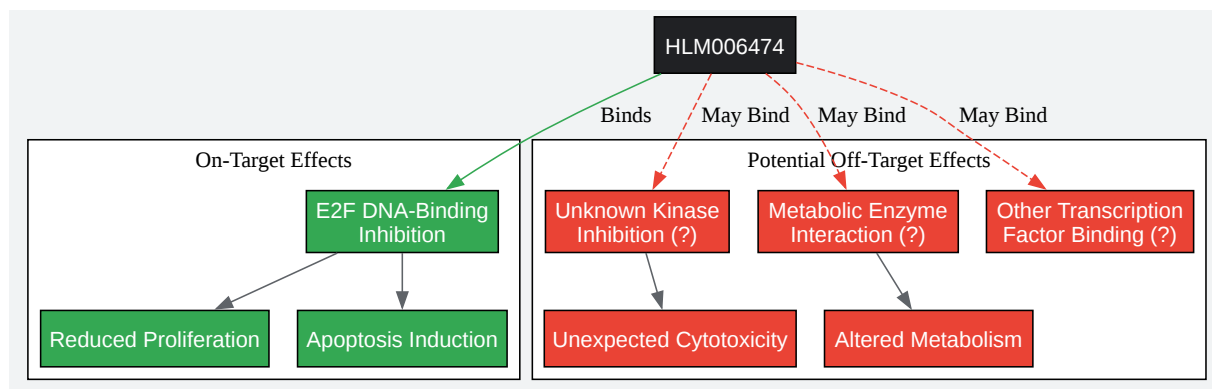 HLM006474
Binds
May Bind
May Bind
May Bind
On-Target Effects
Potential Off-Target Effects
E2F DNA-Binding
Inhibition
Unknown Kinase
Inhibition (?)
Metabolic Enzyme
Interaction (?)
Other Transcription
Factor Binding (?)
Reduced Proliferation
Apoptosis Induction
Unexpected Cytotoxicity
Altered Metabolism